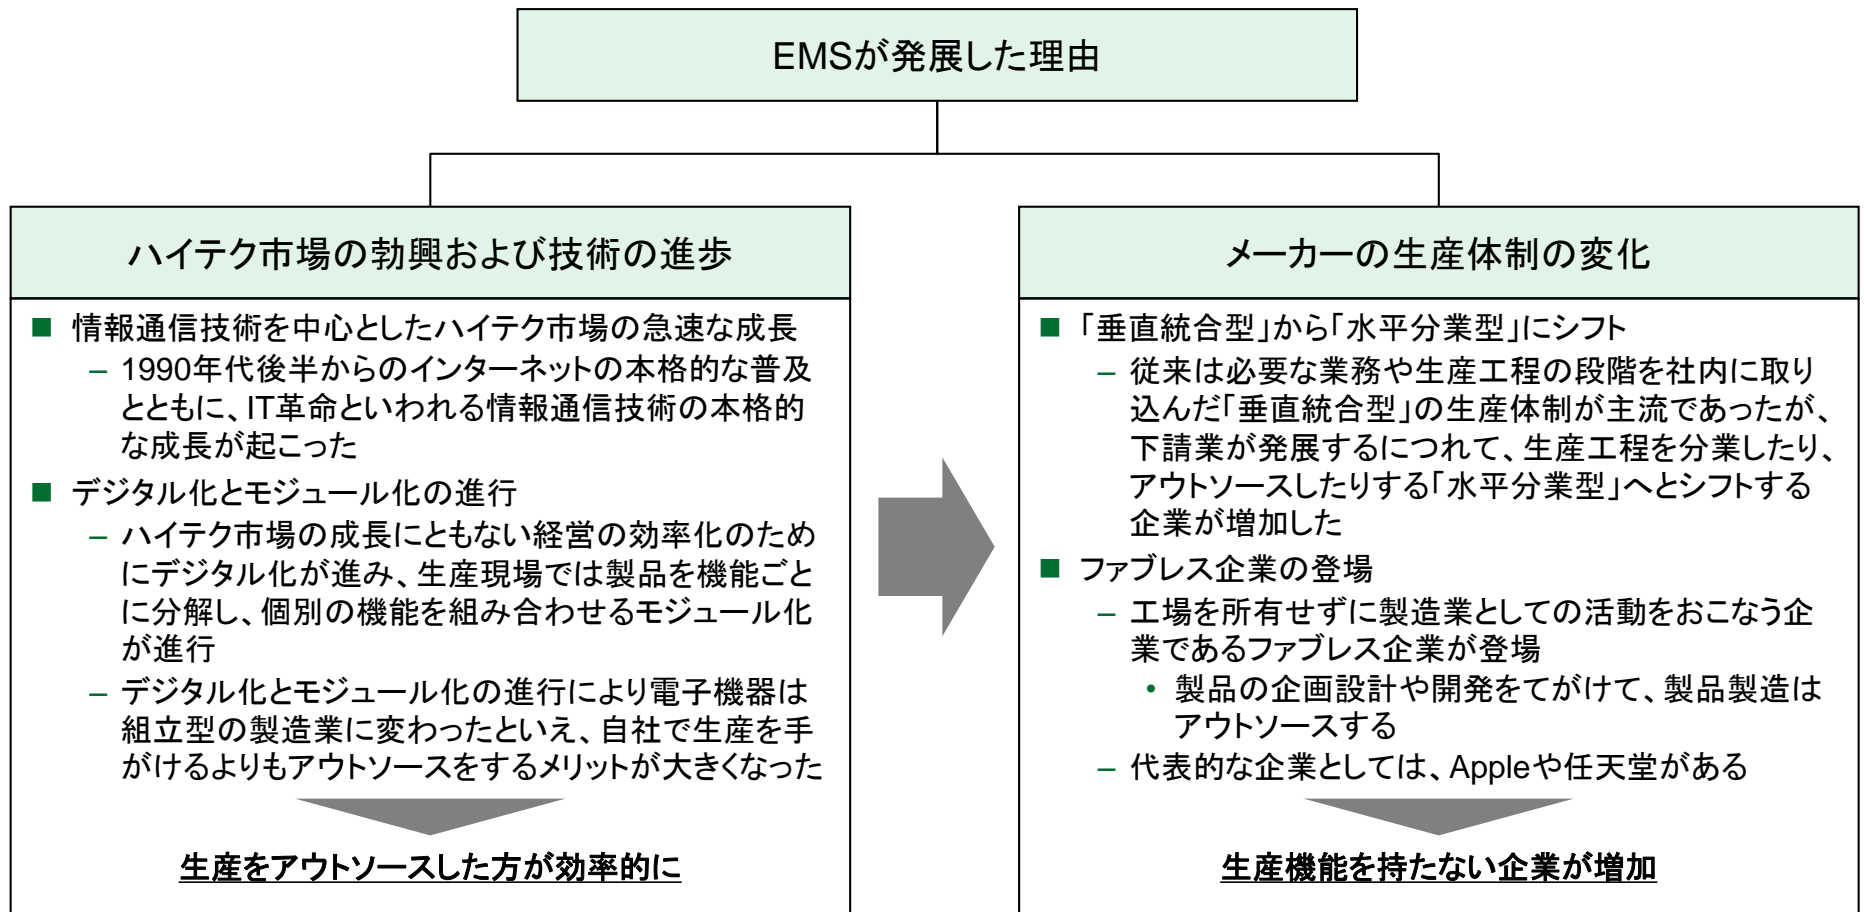 EMSが発展した理由
ハイテク市場の勃興および技術の進歩
■ 情報通信技術を中心としたハイテク市場の急速な成長
– 1990年代後半からのインターネットの本格的な普及
とともに、IT革命といわれる情報通信技術の本格的
な成長が起こった
■ デジタル化とモジュール化の進行
– ハイテク市場の成長にともない経営の効率化のため
にデジタル化が進み、生産現場では製品を機能ごと
に分解し、個別の機能を組み合わせるモジュール化
が進行
– デジタル化とモジュール化の進行により電子機器は
組立型の製造業に変わったといえ、自社で生産を手
がけるよりもアウトソースをするメリットが大きくなった
生産をアウトソースした方が効率的に
メーカーの生産体制の変化
■ 「垂直統合型」から「水平分業型」にシフト
– 従来は必要な業務や生産工程の段階を社内に取り
込んだ「垂直統合型」の生産体制が主流であったが、
下請業が発展するにつれて、生産工程を分業したり、
アウトソースしたりする「水平分業型」へとシフトする
企業が増加した
■ ファブレス企業の登場
– 工場を所有せずに製造業としての活動をおこなう企
業であるファブレス企業が登場
• 製品の企画設計や開発をてがけて、製品製造は
アウトソースする
– 代表的な企業としては、Appleや任天堂がある
生産機能を持たない企業が増加